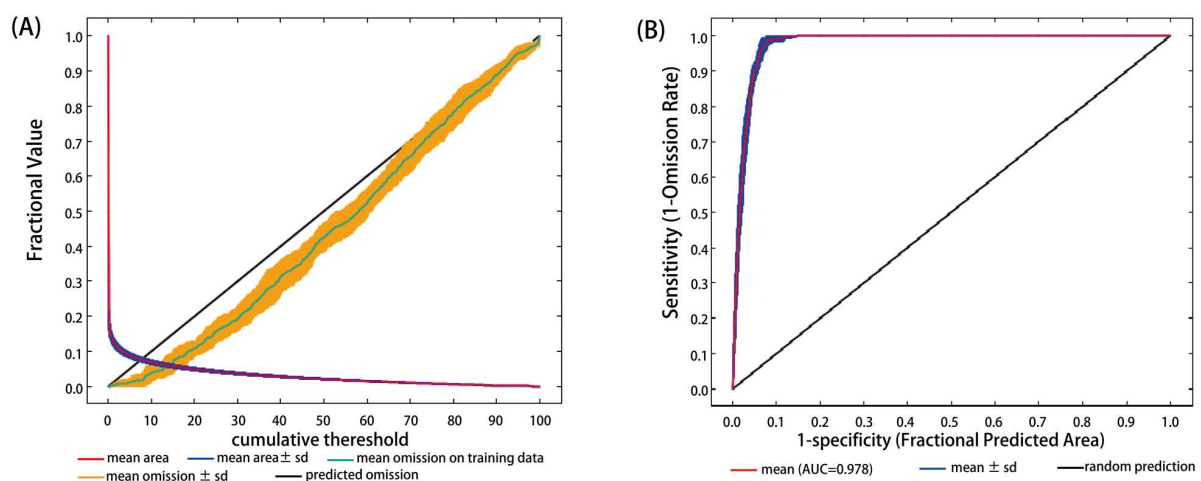 (A)
Fractional Value
1.0
0.9
0.8
0.7
0.6
0.5
0.4
0.3
0.2
0.1
0.0
0 10 20 30 40 50 60 70 80 90 100
cumulative thereshold
mean area mean area± sd mean omission on training data
mean omission ± sd predicted omission
(B)
Sensitivity (1-Omission Rate)
1.0
0.9
0.8
0.7
0.6
0.5
0.4
0.3
0.2
0.1
0.0
0.0 0.1 0.2 0.3 0.4 0.5 0.6 0.7 0.8 0.9 1.0
1-specificity (Fractional Predicted Area)
mean (AUC=0.978) mean ± sd random prediction